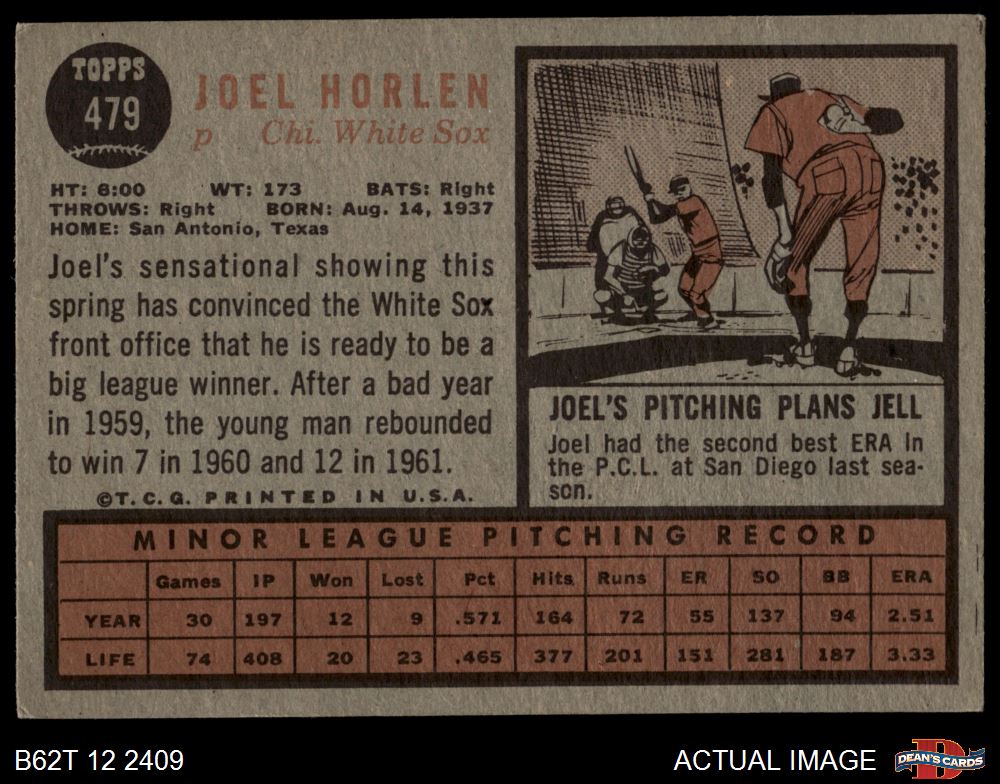 TOPPS
479
JOEL HORLEN
p Chi. White Sox
HT: 6:00 WT: 173 BATS: Right
THROWS: Right BORN: Aug. 14, 1937
HOME: San Antonio, Texas
Joel's sensational showing this
spring has convinced the White Sox
front office that he is ready to be a
big league winner. After a bad year
in 1959, the young man rebounded
to win 7 in 1960 and 12 in 1961.
©T.C.G. PRINTED IN U.S.A.
JOEL'S PITCHING PLANS JELL
Joel had the second best ERA in
the P.C.L. at San Diego last sea-
son.
MINOR LEAGUE PITCHING RECORD
Games IP Won Lost Pct Hits Runs ER SO BB ERA
YEAR 30 197 12 9 .571 164 72 55 137 94 2.51
LIFE 74 408 20 23 .465 377 201 151 281 187 3.33
B62T 12 2409
ACTUAL IMAGE
DEAN'S CARDS